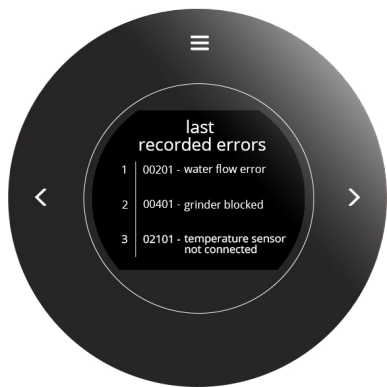 last
recorded errors
1 00201 - water flow error
2 00401 - grinder blocked
3 02101 - temperature sensor
not connected